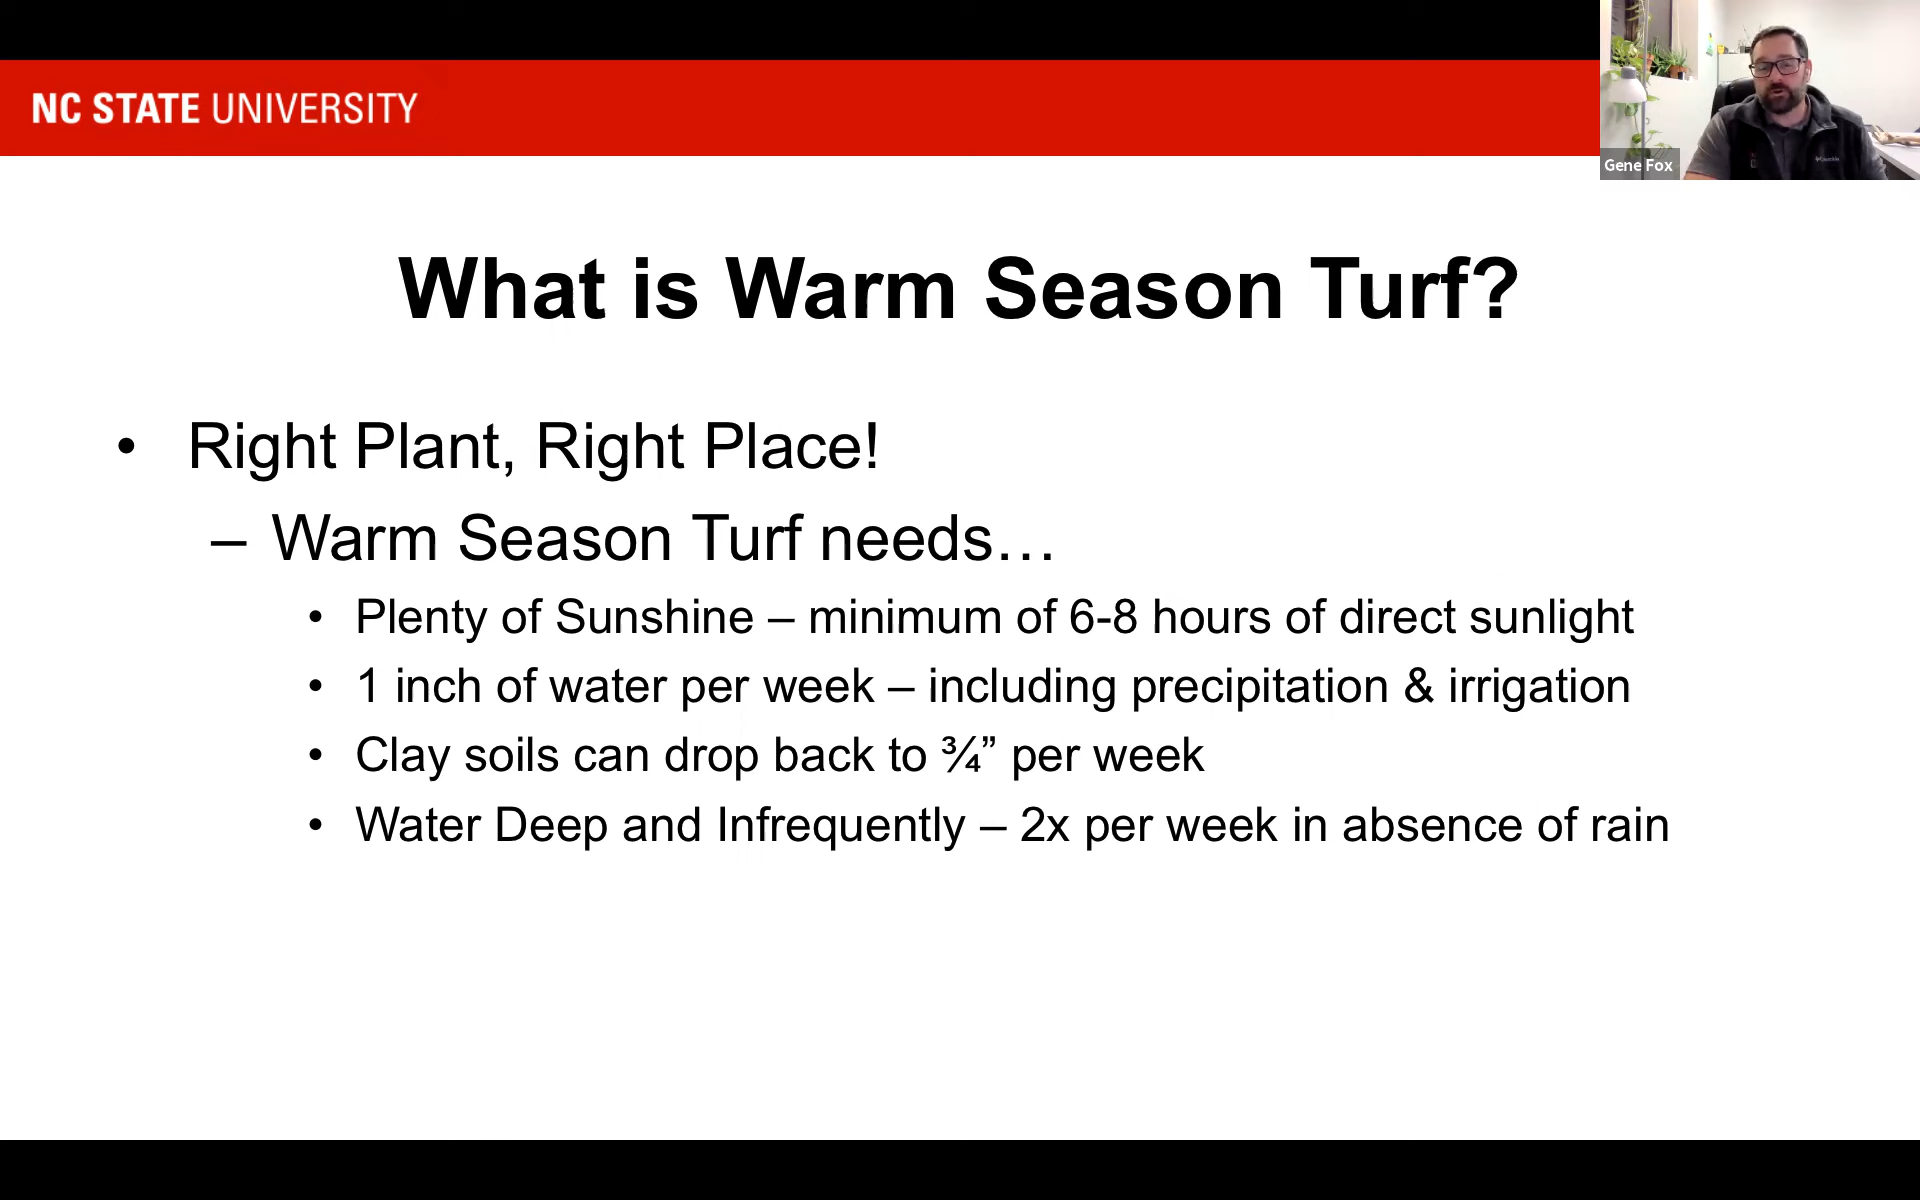 NC STATE UNIVERSITY
Gene Fox
What is Warm Season Turf?
• Right Plant, Right Place!
– Warm Season Turf needs…
• Plenty of Sunshine – minimum of 6-8 hours of direct sunlight
• 1 inch of water per week – including precipitation & irrigation
• Clay soils can drop back to ¾” per week
• Water Deep and Infrequently – 2x per week in absence of rain